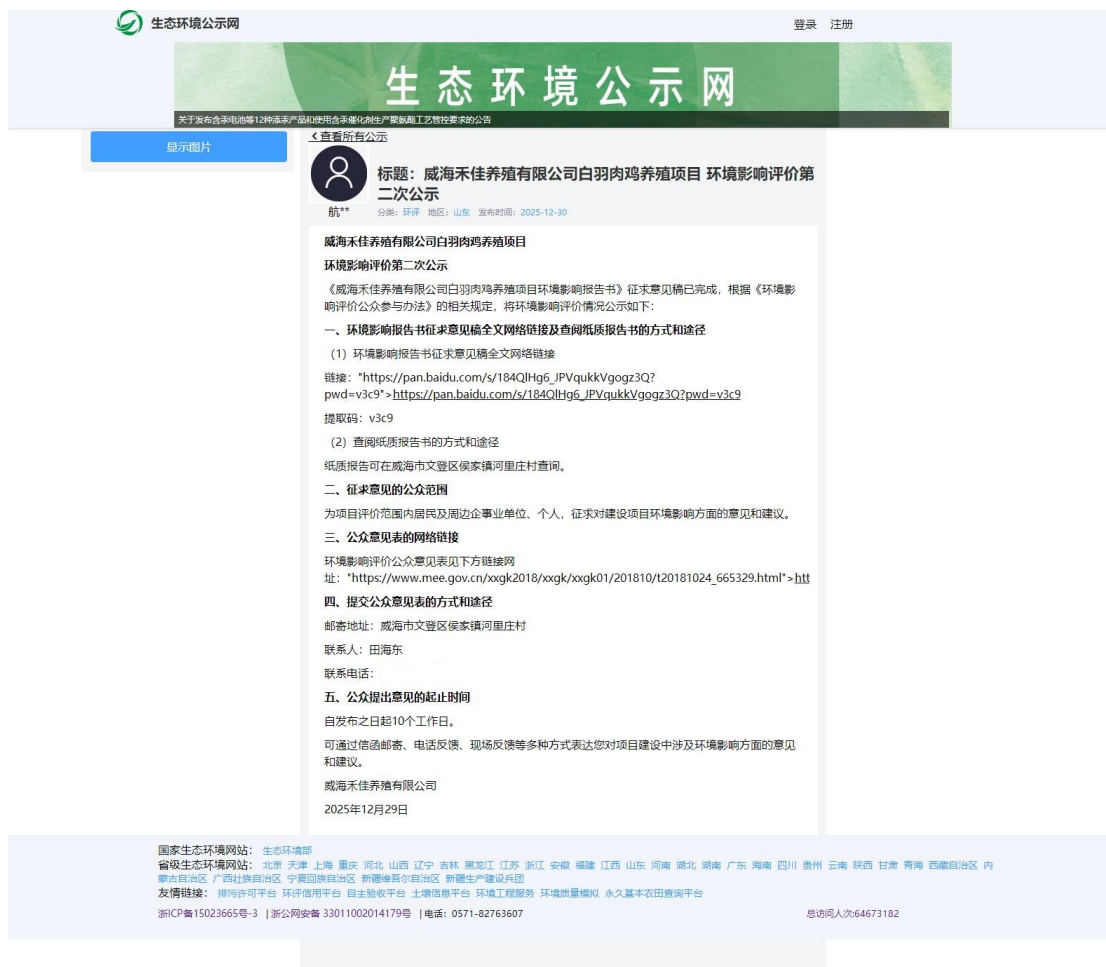 生态环境公示网
登录 注册
生态环境公示网
关于发布含汞电池等12种添汞产品和使用含汞催化剂生产聚氨酯工艺管控要求的公告
显示图片
く查看所有公示
标题：威海禾佳养殖有限公司白羽肉鸡养殖项目 环境影响评价第
二次公示
航**
分类：环评 地区：山东 发布时间：2025-12-30
威海禾佳养殖有限公司白羽肉鸡养殖项目
环境影响评价第二次公示
《威海禾佳养殖有限公司白羽肉鸡养殖项目环境影响报告书》征求意见稿已完成，根据《环境影
响评价公众参与办法》的相关规定，将环境影响评价情况公示如下：
一、环境影响报告书征求意见稿全文网络链接及查阅纸质报告书的方式和途径
（1）环境影响报告书征求意见稿全文网络链接
链接："https://pan.baidu.com/s/184QlHg6_JPVqukkVgogz3Q?
pwd=v3c9">https://pan.baidu.com/s/184QlHg6_JPVqukkVgogz3Q?pwd=v3c9
提取码：v3c9
（2）查阅纸质报告书的方式和途径
纸质报告可在威海市文登区侯家镇河里庄村查询。
二、征求意见的公众范围
为项目评价范围内居民及周边企事业单位、个人，征求对建设项目环境影响方面的意见和建议。
三、公众意见表的网络链接
环境影响评价公众意见表见下方链接网
址："https://www.mee.gov.cn/xxgk2018/xxgk/xxgk01/201810/t20181024_665329.html">htt
四、提交公众意见表的方式和途径
邮寄地址：威海市文登区侯家镇河里庄村
联系人：田海东
联系电话：
五、公众提出意见的起止时间
自发布之日起10个工作日。
可通过信函邮寄、电话反馈、现场反馈等多种方式表达您对项目建设中涉及环境影响方面的意见
和建议。
威海禾佳养殖有限公司
2025年12月29日
国家生态环境网站： 生态环境部
省级生态环境网站： 北京 天津 上海 重庆 河北 山西 辽宁 吉林 黑龙江 江苏 浙江 安徽 福建 江西 山东 河南 湖北 湖南 广东 海南 四川 贵州 云南 陕西 甘肃 青海 西藏自治区 内
蒙古自治区 广西壮族自治区 宁夏回族自治区 新疆维吾尔自治区 新疆生产建设兵团
友情链接： 排污许可平台 环评信用平台 自主验收平台 土壤信息平台 环境工程服务 环境质量模拟 永久基本农田查询平台
浙ICP备15023665号-3 |浙公网安备 33011002014179号 |电话：0571-82763607
总访问人次:64673182